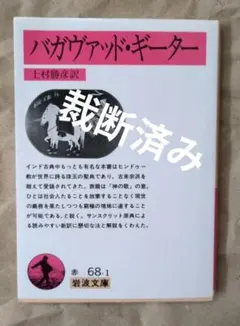 バガヴァッド・ギーター
上村勝彦訳
裁断済み
インド古典中もっとも有名な本書はヒンドゥー
教が世界に誇る珠玉の聖典であり，古来宗派を
超えて愛誦されてきた．表題は「神の歌」の意．
ひとは社会人たることを放棄することなく現世
の義務を果たしつつも窮極の境地に達すること
が可能である，と説く．サンスクリット原典によ
る読みやすい新訳に懇切な注と解説をくわえた．
赤 68-1
岩波文庫